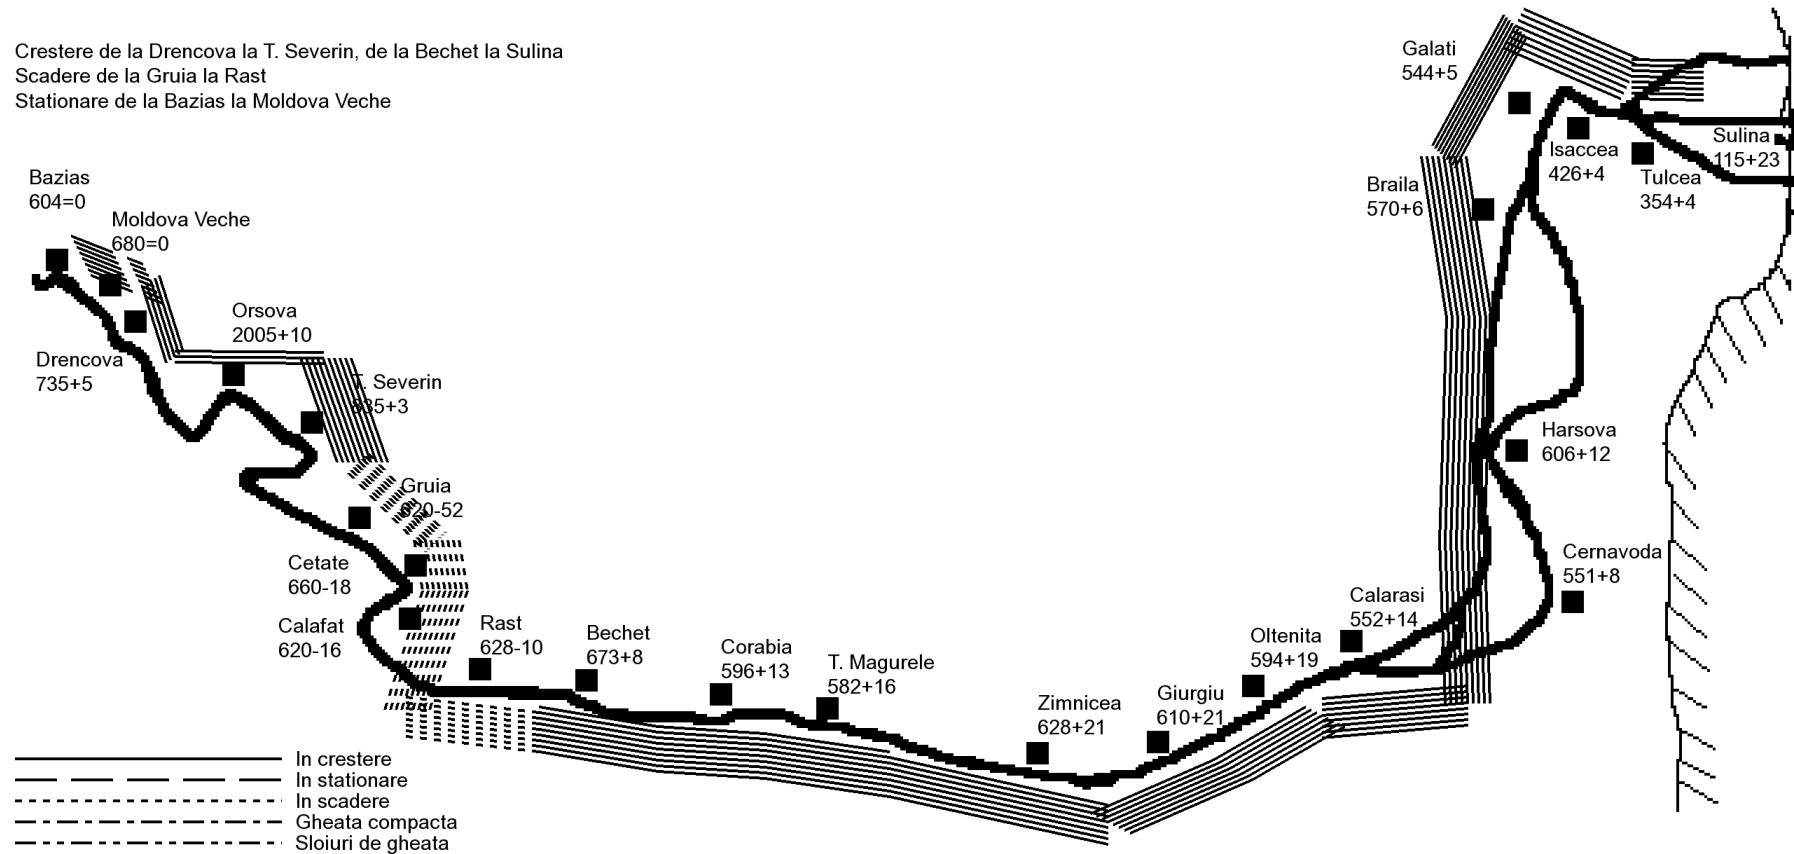 Crestere de la Drencova la T. Severin, de la Bechet la Sulina
Scadere de la Gruia la Rast
Stationare de la Bazias la Moldova Veche
Bazias
604=0
Moldova Veche
680=0
Drencova
735+5
Orsova
2005+10
T. Severin
835+3
Gruia
620-52
Cetate
660-18
Calafat
620-16
Rast
628-10
Bechet
673+8
Corabia
596+13
T. Magurele
582+16
Zimnicea
628+21
Giurgiu
610+21
Oltenita
594+19
Calarasi
552+14
Cernavoda
551+8
Harsova
606+12
Braila
570+6
Galati
544+5
Isaccea
426+4
Tulcea
354+4
Sulina
115+23
In crestere
In stationare
In scadere
Gheata compacta
Sloiuri de gheata